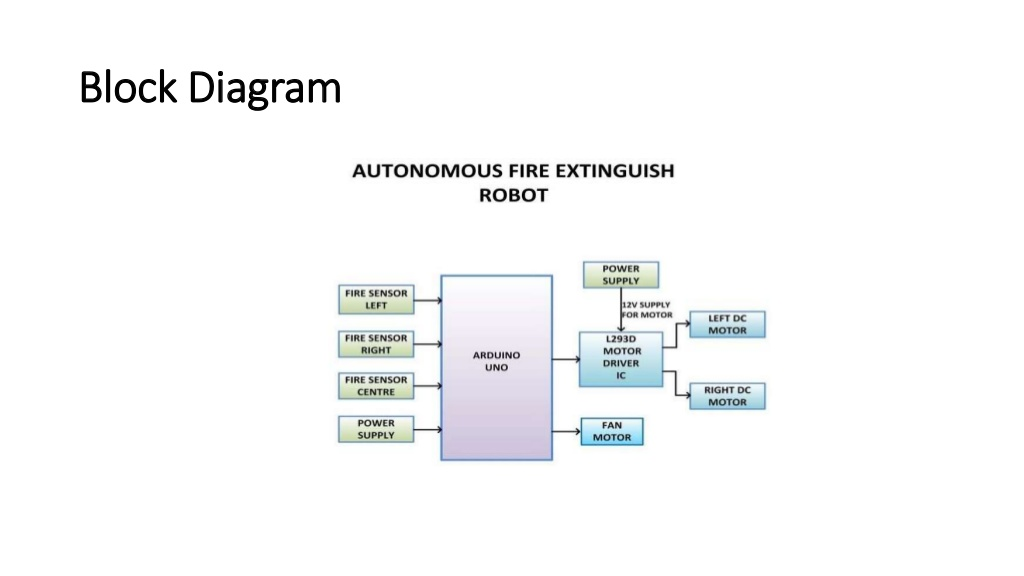 Block Diagram
AUTONOMOUS FIRE EXTINGUISH
ROBOT
FIRE SENSOR
LEFT
FIRE SENSOR
RIGHT
FIRE SENSOR
CENTRE
POWER
SUPPLY
ARDUINO
UNO
POWER
SUPPLY
12V SUPPLY
FOR MOTOR
L293D
MOTOR
DRIVER
IC
FAN
MOTOR
LEFT DC
MOTOR
RIGHT DC
MOTOR